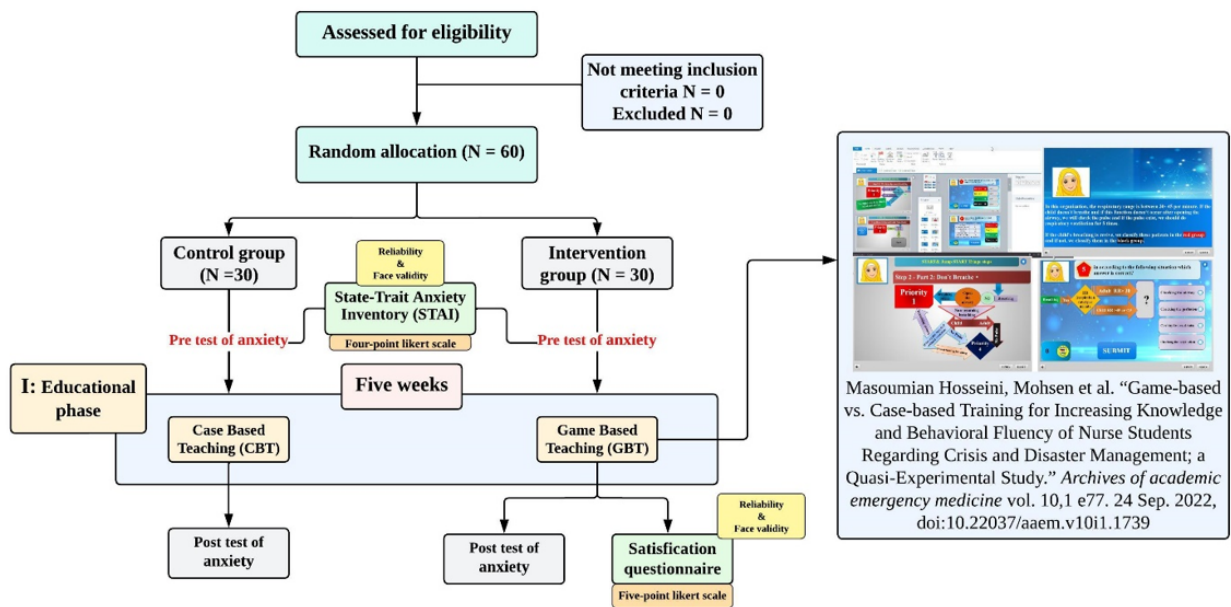 Assessed for eligibility
Not meeting inclusion
criteria N = 0
Excluded N = 0
Random allocation (N = 60)
Control group
(N =30)
Reliability
&
Face validity
State-Trait Anxiety
Inventory (STAI)
Four-point likert scale
Intervention
group (N = 30)
Pre test of anxiety
Pre test of anxiety
I: Educational
phase
Five weeks
Case Based
Teaching (CBT)
Game Based
Teaching (GBT)
Post test of
anxiety
Post test of
anxiety
Reliability
&
Face validity
Satisfication
questionnaire
Five-point likert scale
Step 2 - Part 2: Don't Breathe
Priority
1
SUBMIT
Masoumian Hosseini, Mohsen et al. “Game-based
vs. Case-based Training for Increasing Knowledge
and Behavioral Fluency of Nurse Students
Regarding Crisis and Disaster Management; a
Quasi-Experimental Study.” Archives of academic
emergency medicine vol. 10,1 e77. 24 Sep. 2022,
doi:10.22037/aaem.v10i1.1739